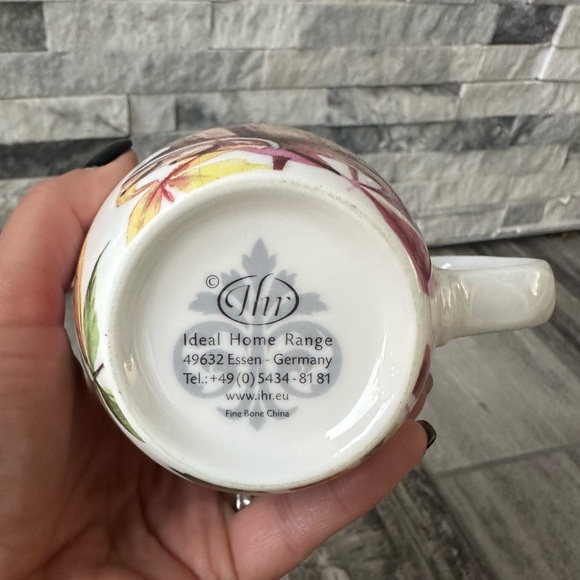 © Ihr
Ideal Home Range
49632 Essen - Germany
Tel.: +49 (0) 5434 - 81 81
www.ihr.eu
Fine Bone China